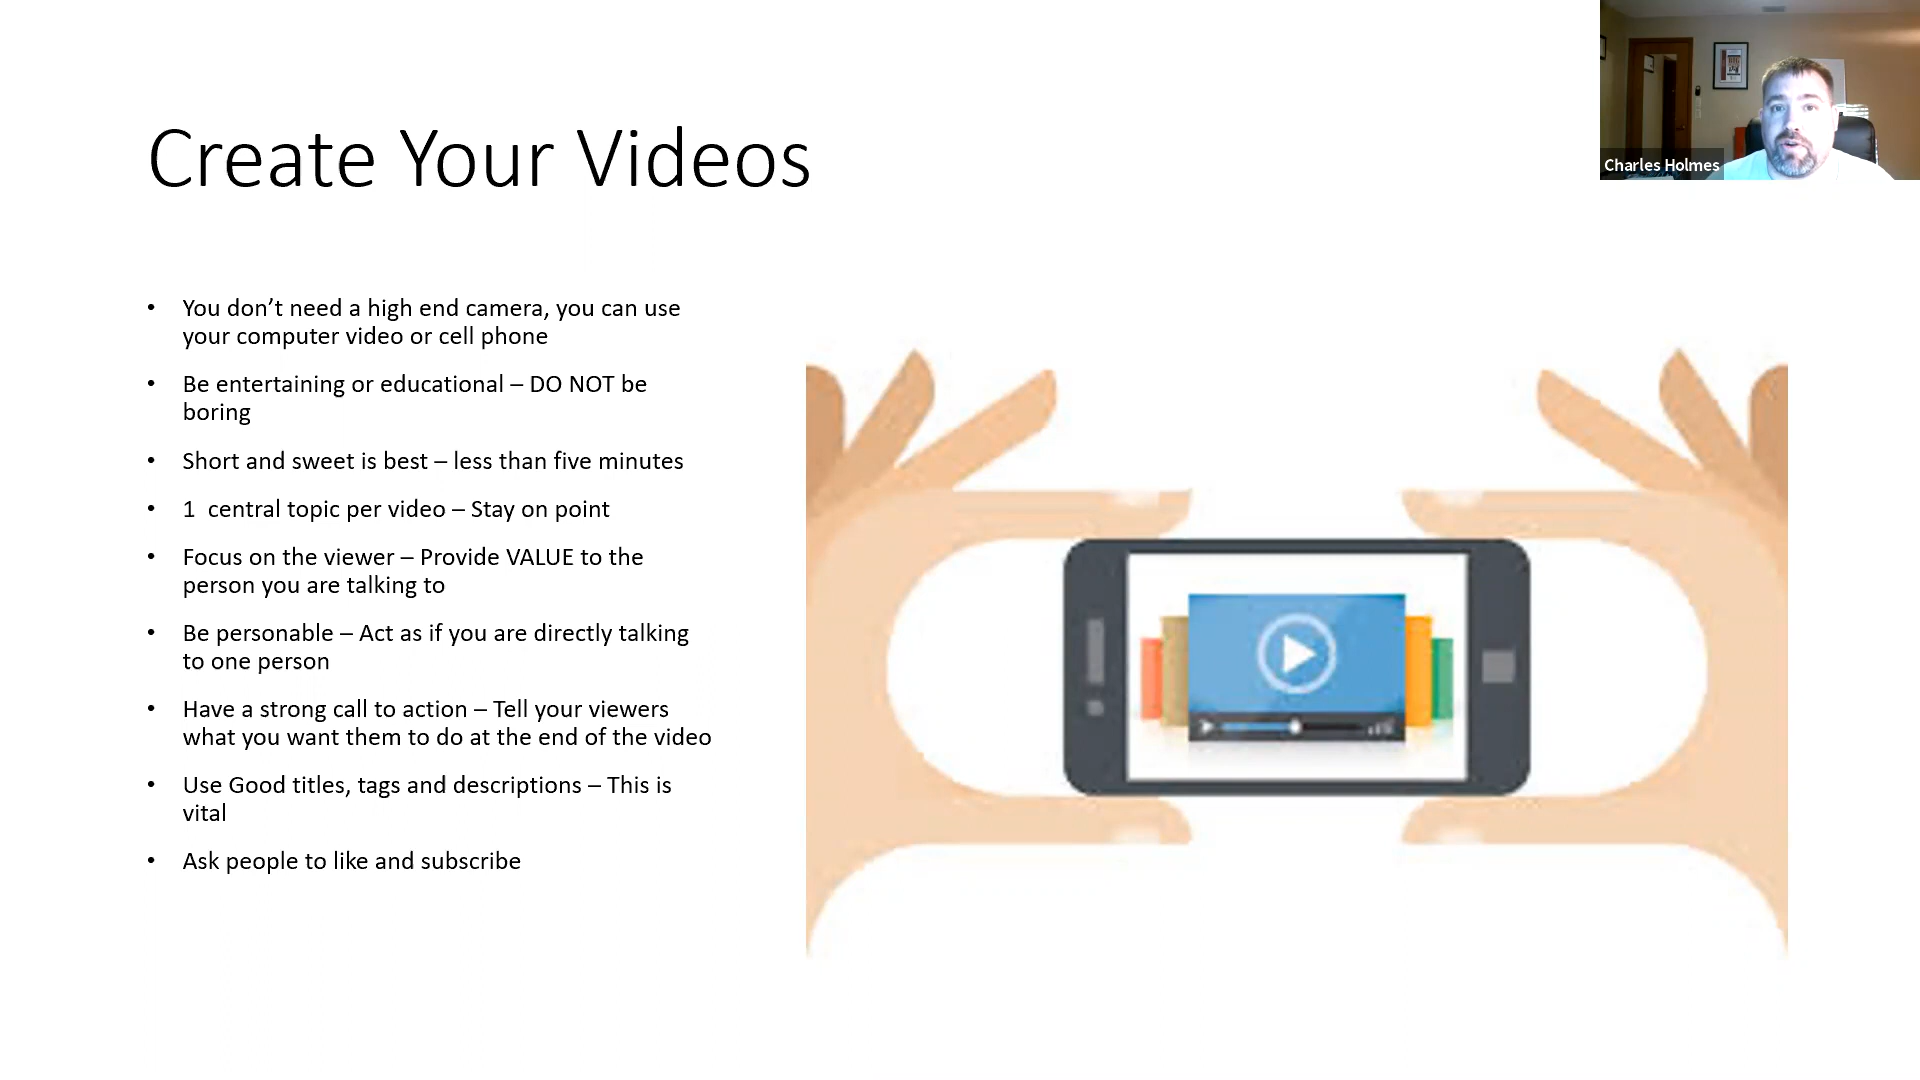 Create Your Videos
Charles Holmes
• You don’t need a high end camera, you can use
your computer video or cell phone
• Be entertaining or educational – DO NOT be
boring
• Short and sweet is best – less than five minutes
• 1  central topic per video – Stay on point
• Focus on the viewer – Provide VALUE to the
person you are talking to
• Be personable – Act as if you are directly talking
to one person
• Have a strong call to action – Tell your viewers
what you want them to do at the end of the video
• Use Good titles, tags and descriptions – This is
vital
• Ask people to like and subscribe